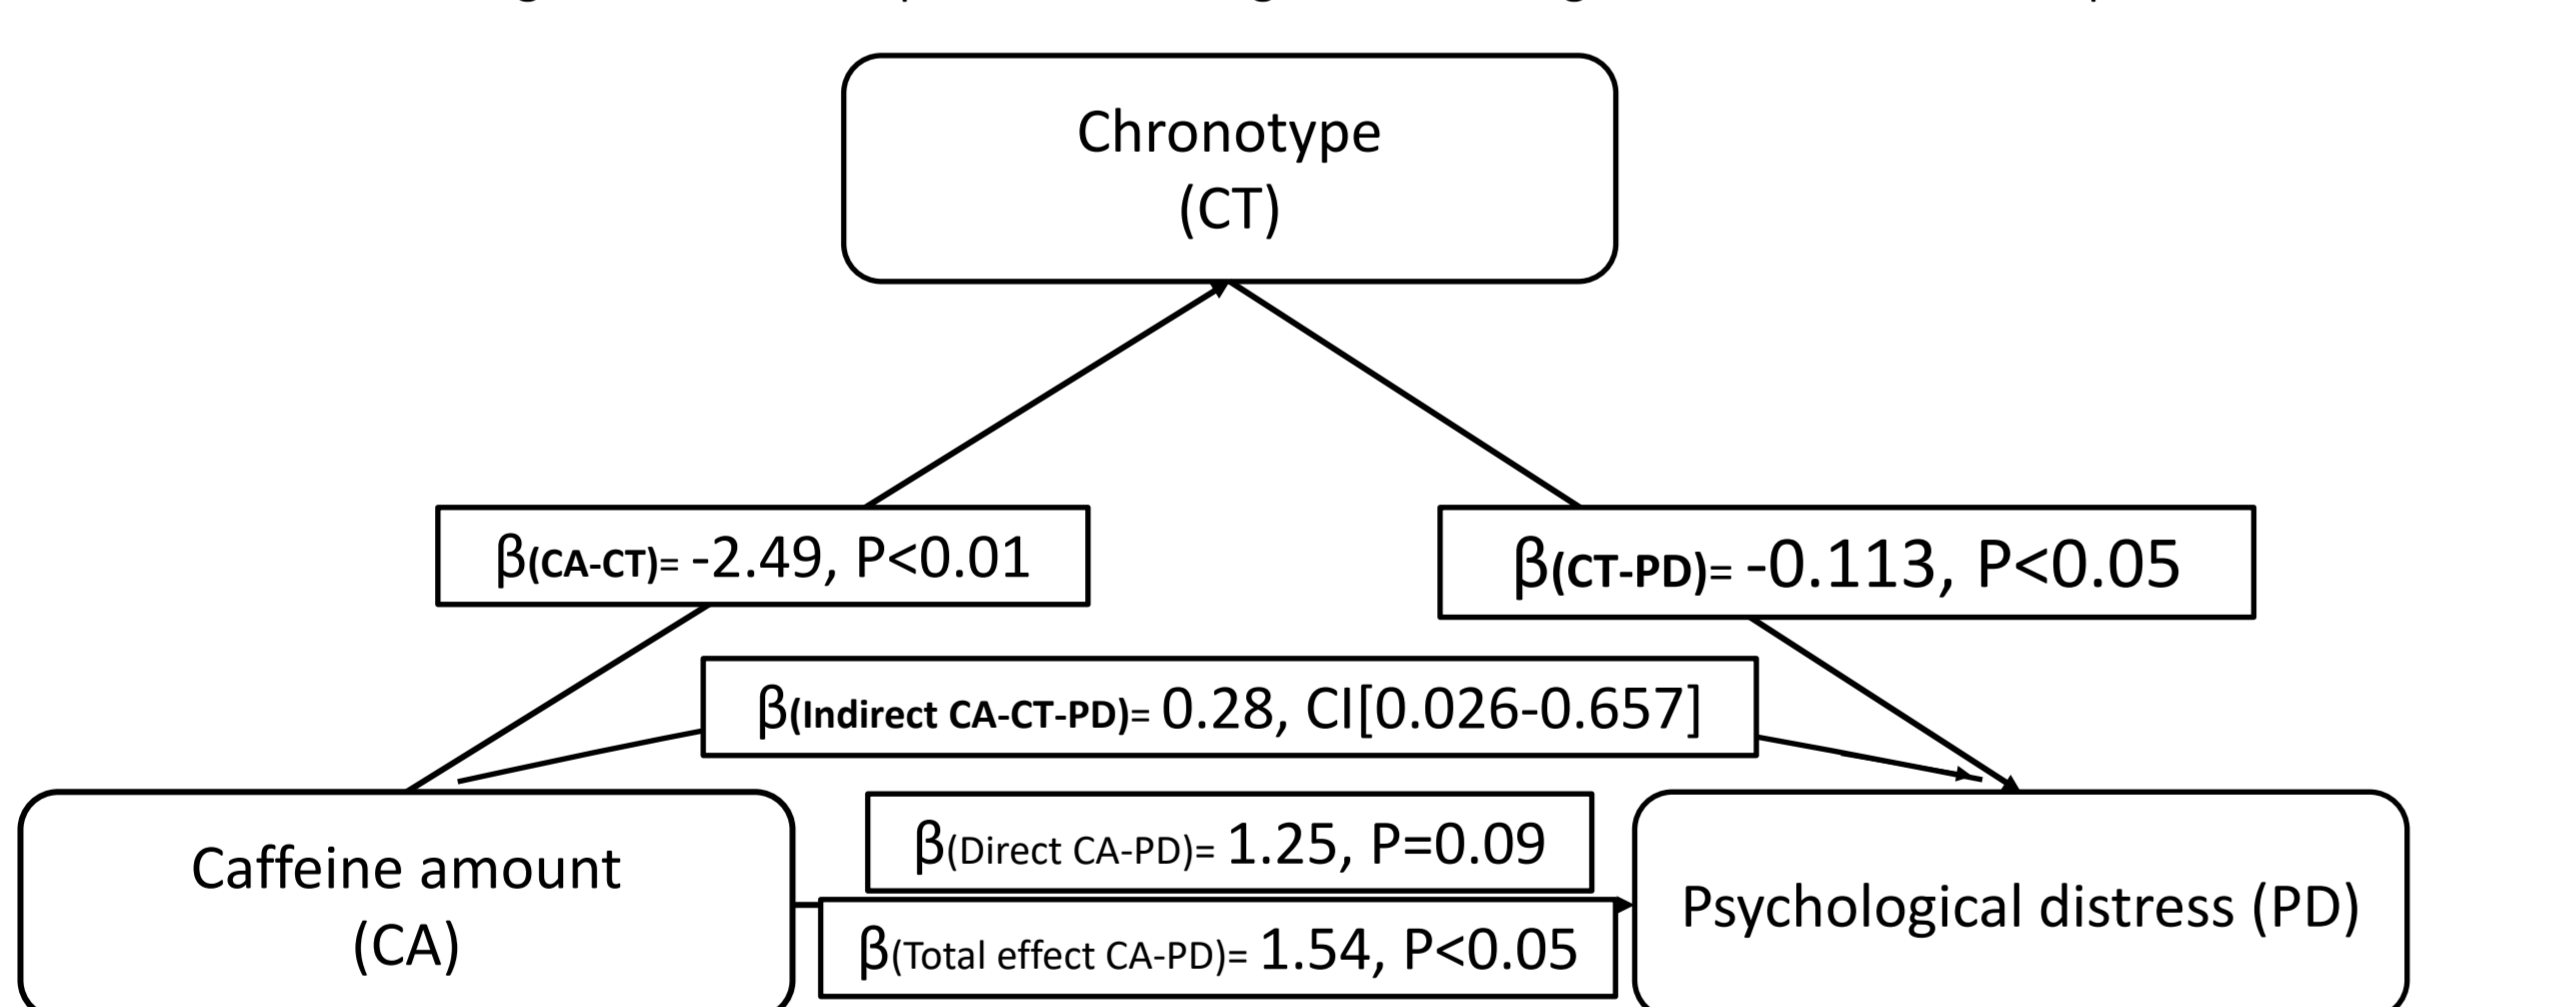 Chronotype
(CT)
β(CA-CT)= -2.49, P<0.01
β(CT-PD)= -0.113, P<0.05
β(Indirect CA-CT-PD)= 0.28, CI[0.026-0.657]
β(Direct CA-PD)= 1.25, P=0.09
Caffeine amount
(CA)
Psychological distress (PD)
β(Total effect CA-PD)= 1.54, P<0.05